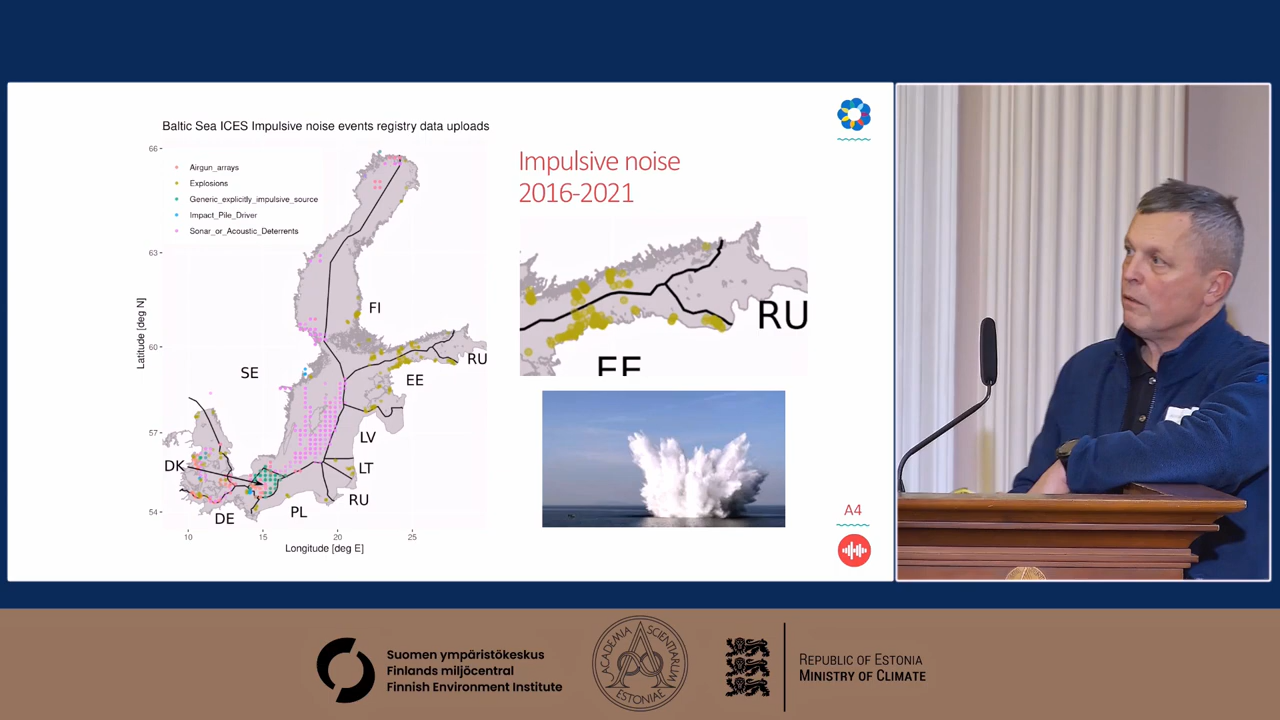 Baltic Sea ICES Impulsive noise events registry data uploads
66
63
60
57
54
Latitude [deg N]
Airgun_arrays
Explosions
Generic_explicitly_impulsive_source
Impact_Pile_Driver
Sonar_or_Acoustic_Deterrents
FI
RU
SE
EE
LV
DK
LT
RU
PL
DE
10
15
20
25
Longitude [deg E]
Impulsive noise
2016-2021
RU
EE
A4
Suomen ympäristökeskus
Finlands miljöcentral
Finnish Environment Institute
ACADEMIA SCIENTIARUM ESTONIAE
REPUBLIC OF ESTONIA
MINISTRY OF CLIMATE